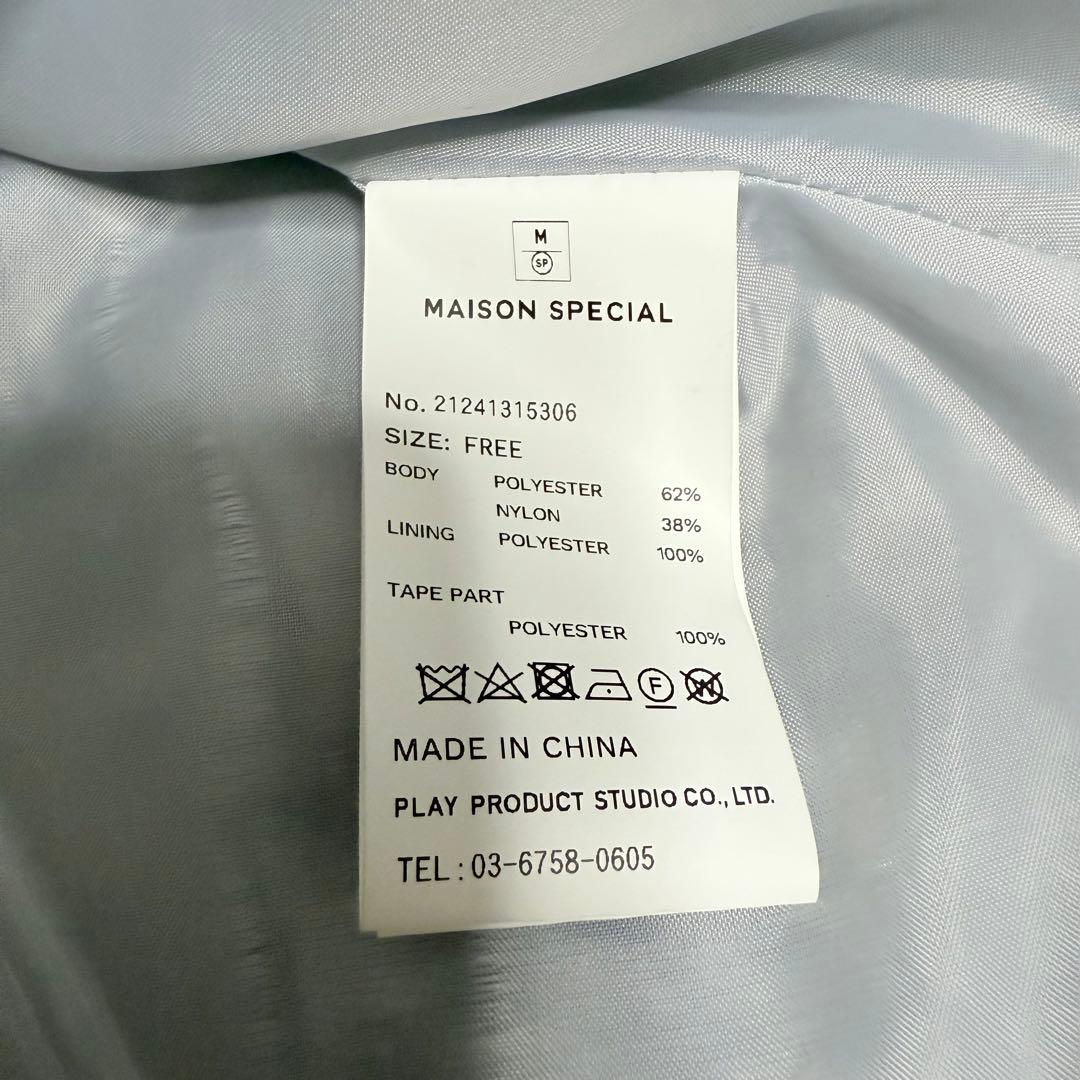 M
SP
MAISON SPECIAL
No. 21241315306
SIZE: FREE
BODY POLYESTER 62%
NYLON 38%
LINING POLYESTER 100%
TAPE PART
POLYESTER 100%
F W
MADE IN CHINA
PLAY PRODUCT STUDIO CO., LTD.
TEL : 03-6758-0605